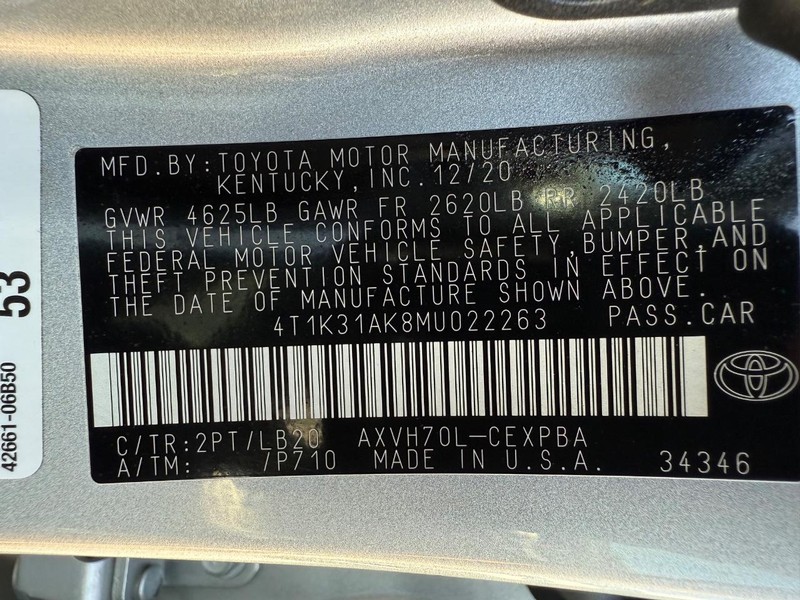 MFD.BY:TOYOTA MOTOR MANUFACTURING,
KENTUCKY,INC.12/20
GVWR 4625LB GAWR FR 2620LB RR 2420LB
THIS VEHICLE CONFORMS TO ALL APPLICABLE
FEDERAL MOTOR VEHICLE SAFETY,BUMPER,AND
THEFT PREVENTION STANDARDS IN EFFECT ON
THE DATE OF MANUFACTURE SHOWN ABOVE.
4T1K31AK8MU022263 PASS.CAR
C/TR:2PT/LB20 AXVH70L-CEXPBA
A/TM: /P710 MADE IN U.S.A. 34346
53
42661-06B50